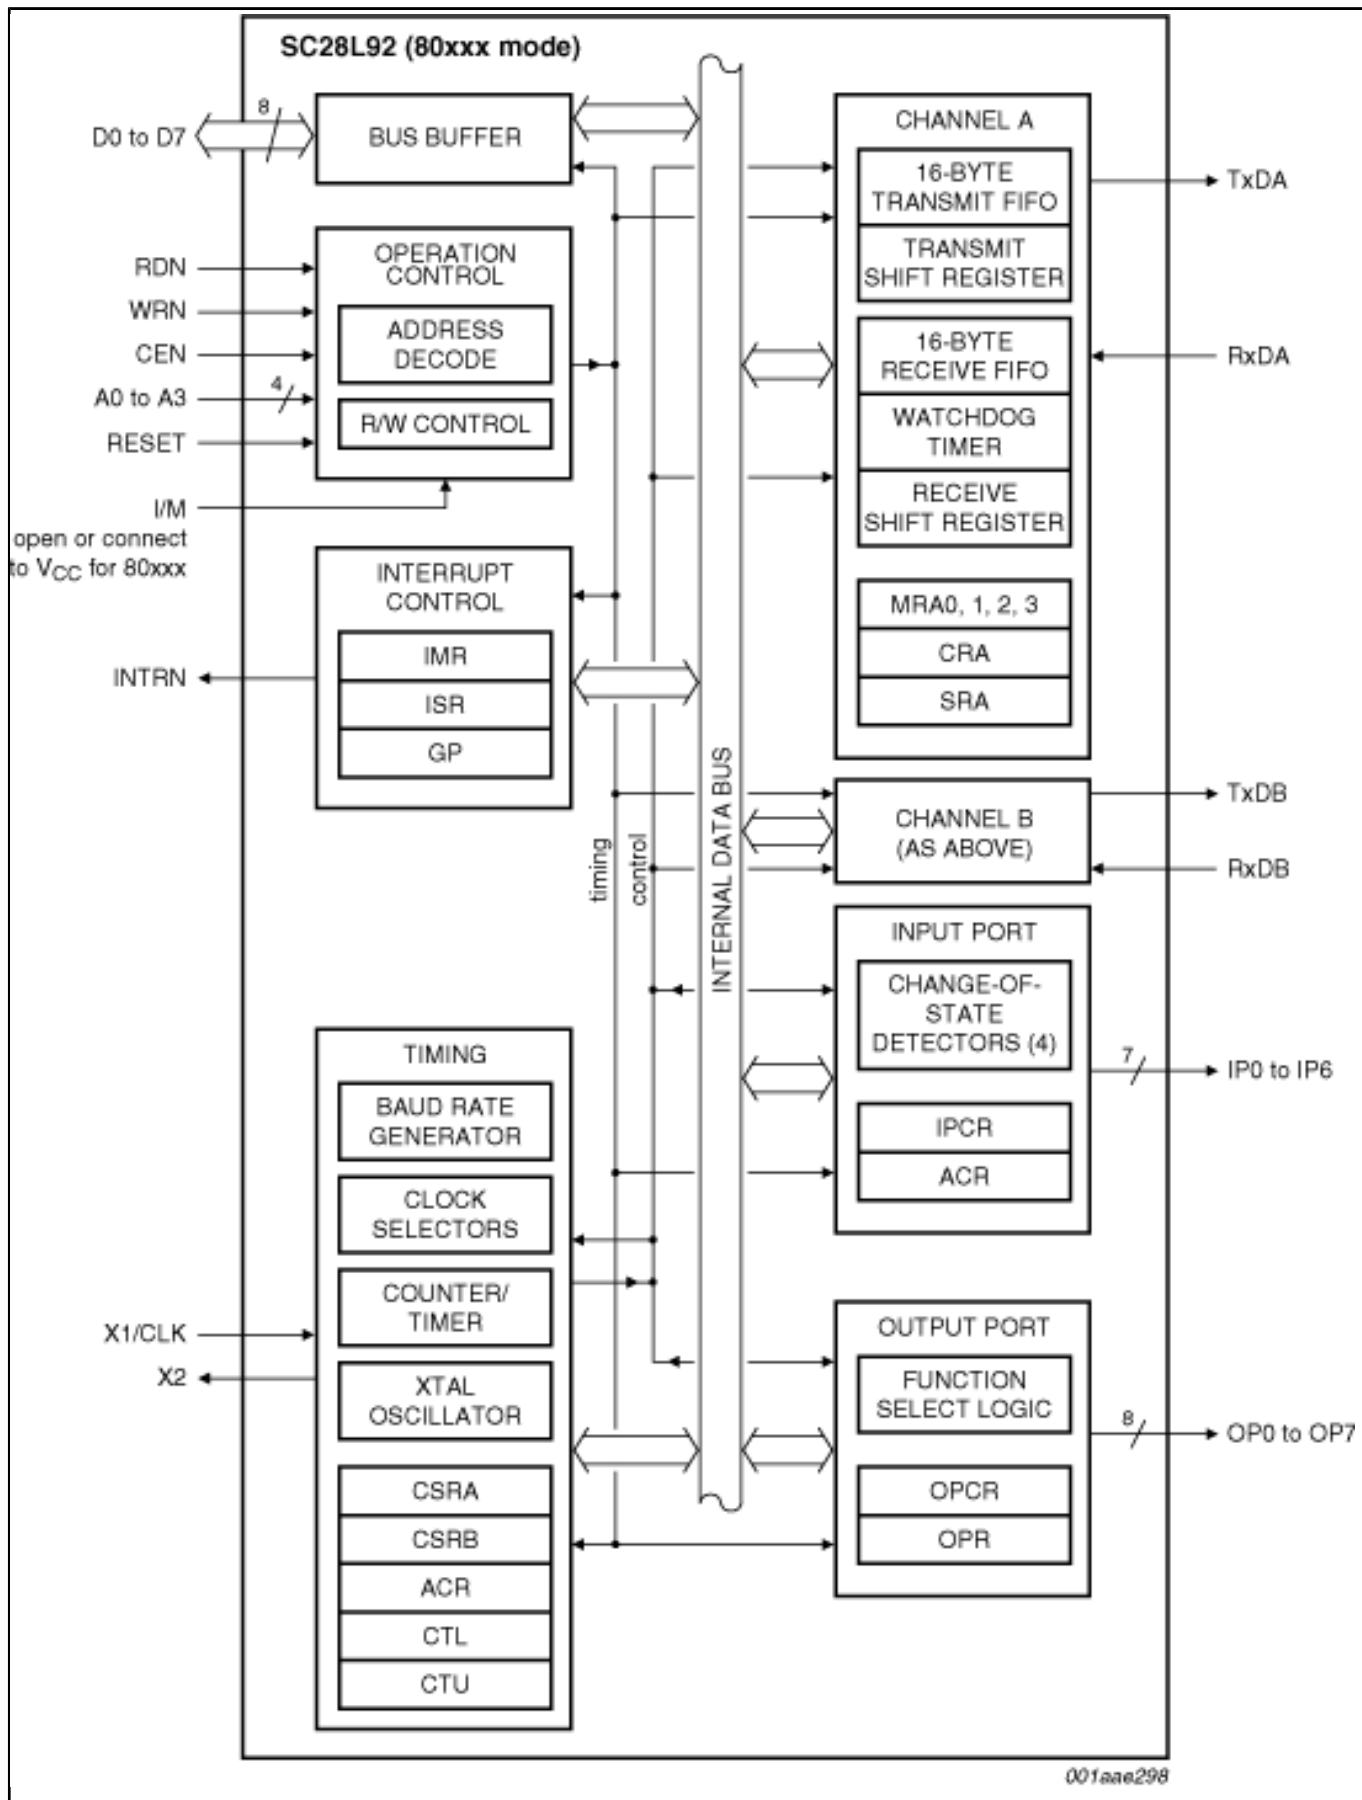 SC28L92 (80xxx mode)
D0 to D7
8
BUS BUFFER
RDN
WRN
CEN
A0 to A3
4
RESET
I/M
open or connect
to VCC for 80xxx
OPERATION
CONTROL
ADDRESS
DECODE
R/W CONTROL
INTRN
INTERRUPT
CONTROL
IMR
ISR
GP
X1/CLK
X2
TIMING
BAUD RATE
GENERATOR
CLOCK
SELECTORS
COUNTER/
TIMER
XTAL
OSCILLATOR
CSRA
CSRB
ACR
CTL
CTU
timing
control
INTERNAL DATA BUS
CHANNEL A
16-BYTE
TRANSMIT FIFO
TRANSMIT
SHIFT REGISTER
16-BYTE
RECEIVE FIFO
WATCHDOG
TIMER
RECEIVE
SHIFT REGISTER
MRA0, 1, 2, 3
CRA
SRA
TxDA
RxDA
CHANNEL B
(AS ABOVE)
TxDB
RxDB
INPUT PORT
CHANGE-OF-
STATE
DETECTORS (4)
IPCR
ACR
7
IP0 to IP6
OUTPUT PORT
FUNCTION
SELECT LOGIC
OPCR
OPR
8
OP0 to OP7
001aae298